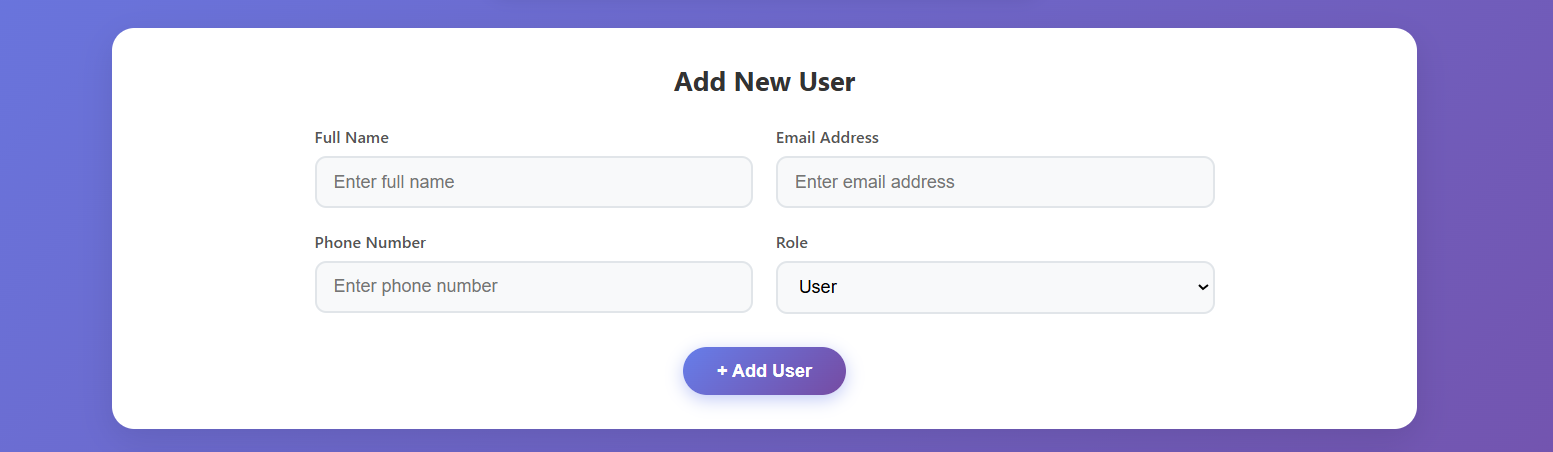 Add New User
Full Name
Email Address
Enter full name
Enter email address
Phone Number
Role
Enter phone number
User
+ Add User